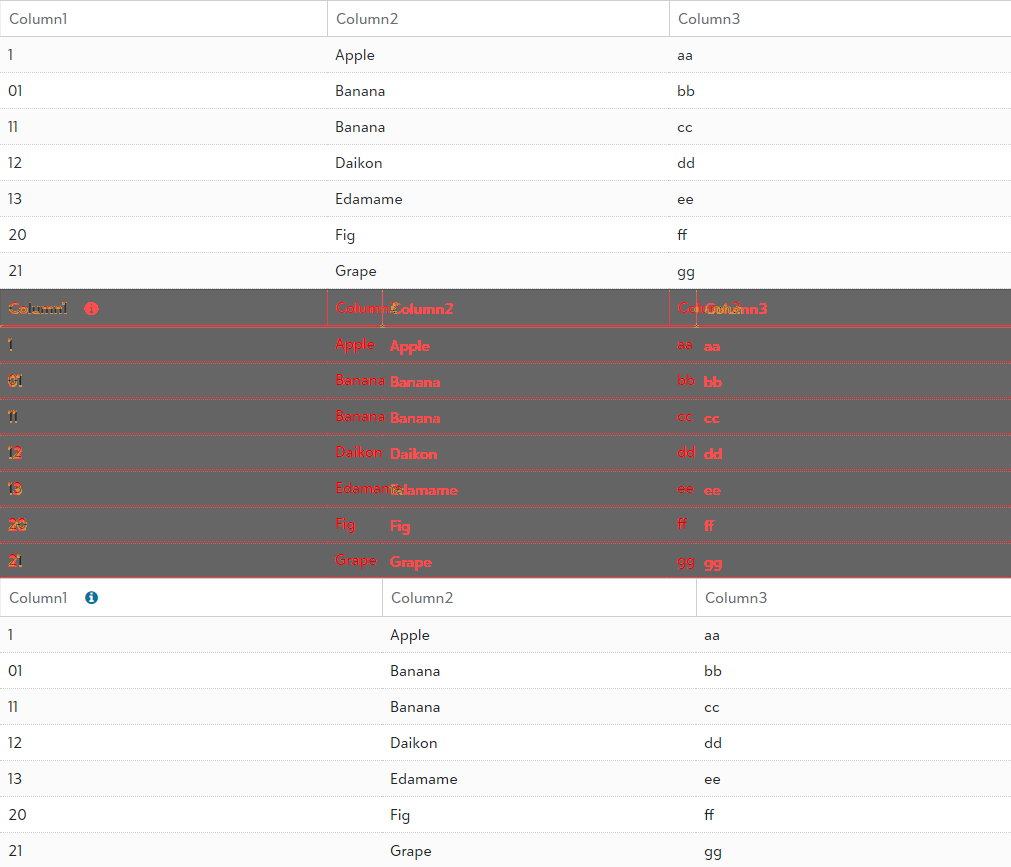 Column1 Column2 Column3
1 Apple aa
01 Banana bb
11 Banana cc
12 Daikon dd
13 Edamame ee
20 Fig ff
21 Grape gg
Column1 Column2 Column3
1 Apple Apple aa aa
01 Banana Banana bb bb
11 Banana Banana cc cc
12 Daikon Daikon dd dd
13 Edamame Edamame ee ee
20 Fig Fig ff ff
21 Grape Grape gg gg
Column1 Column2 Column3
1 Apple aa
01 Banana bb
11 Banana cc
12 Daikon dd
13 Edamame ee
20 Fig ff
21 Grape gg